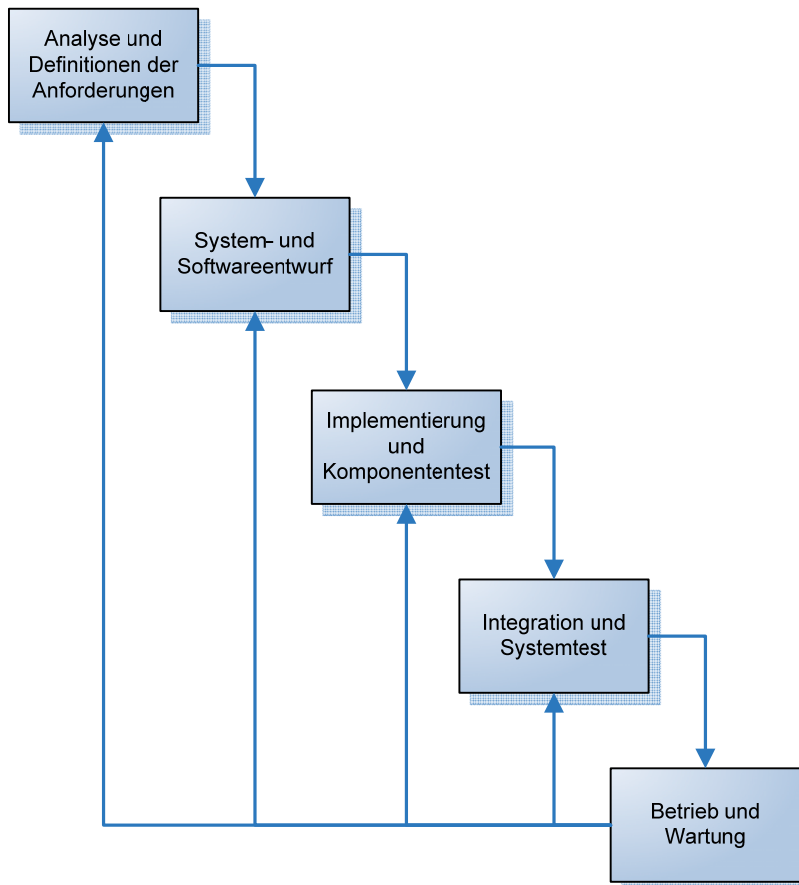 Analyse und
Definitionen der
Anforderungen
System- und
Softwareentwurf
Implementierung
und
Komponententest
Integration und
Systemtest
Betrieb und
Wartung